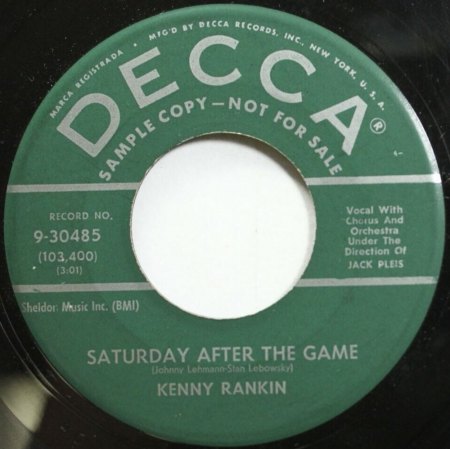 MARCA REGISTRADA • MFG'D BY DECCA RECORDS, INC., NEW YORK, U.S.A.
DECCA®
SAMPLE COPY—NOT FOR SALE
RECORD NO.
9-30485
(103,400)
(3:01)
Vocal With
Chorus And
Orchestra
Under The
Direction Of
JACK PLEIS
Sheldor Music Inc. (BMI)
SATURDAY AFTER THE GAME
(Johnny Lehmann-Stan Lebowsky)
KENNY RANKIN